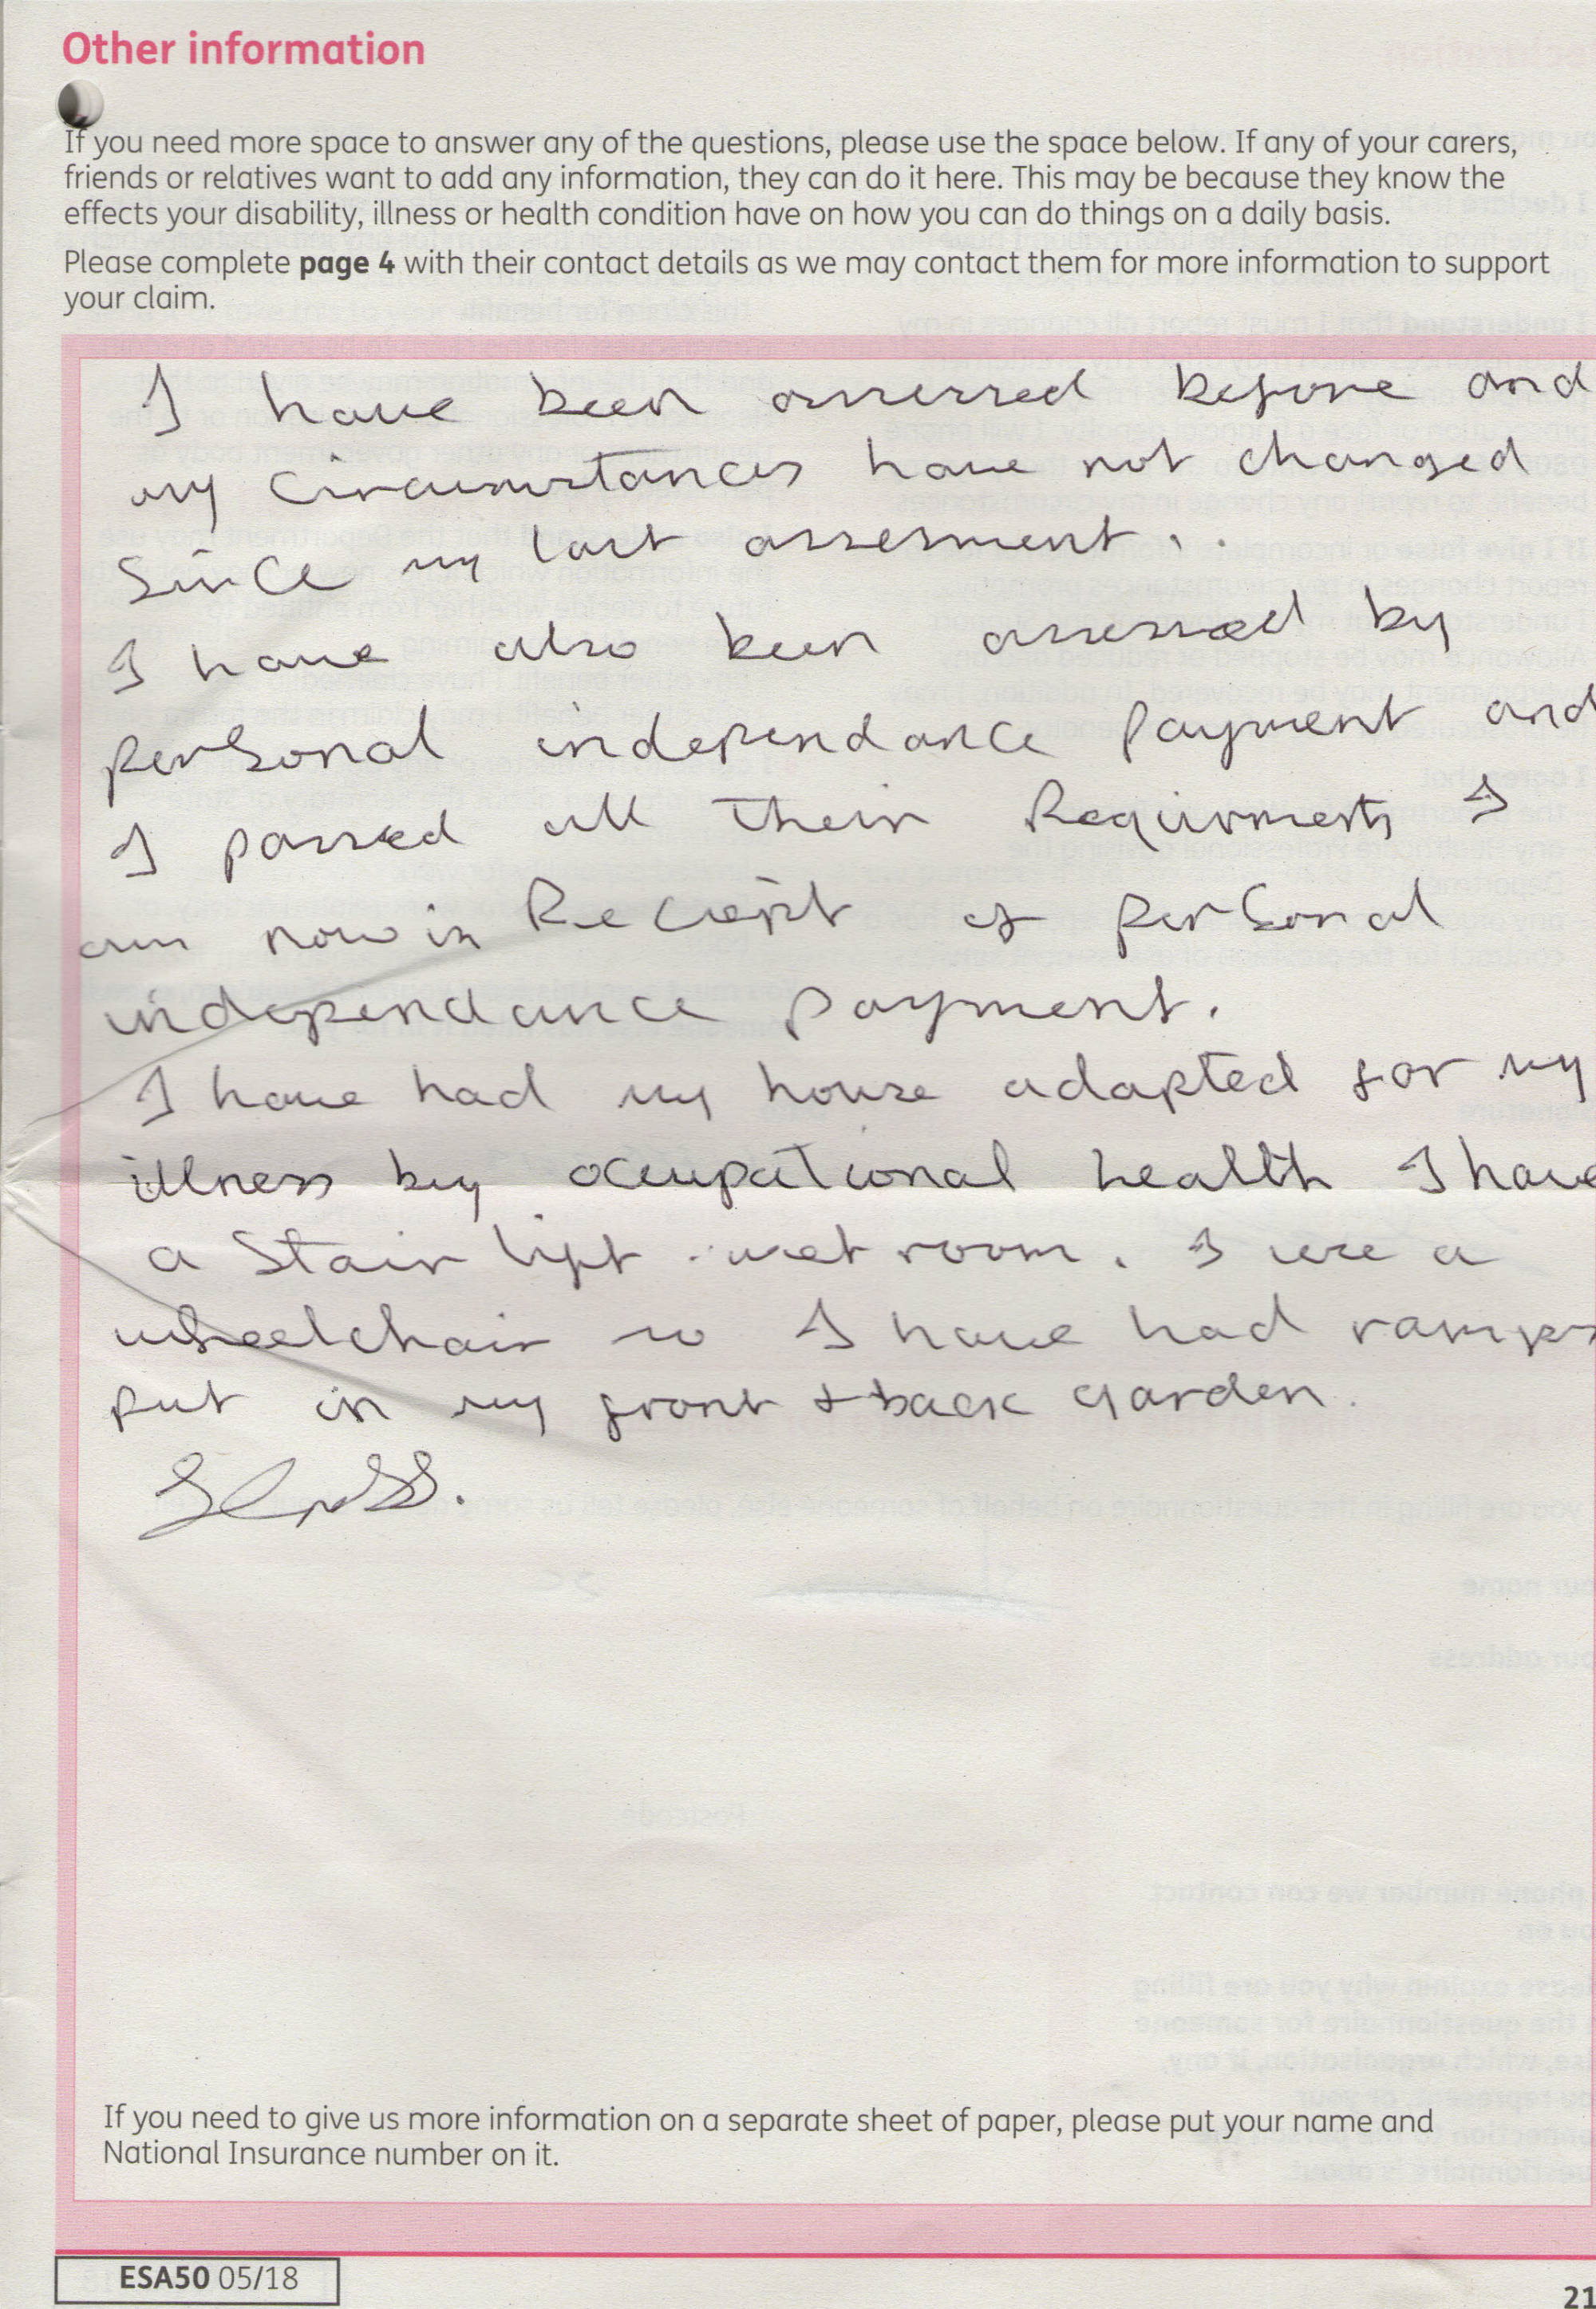 Other information
If you need more space to answer any of the questions, please use the space below. If any of your carers,
friends or relatives want to add any information, they can do it here. This may be because they know the
effects your disability, illness or health condition have on how you can do things on a daily basis.
Please complete page 4 with their contact details as we may contact them for more information to support
your claim.
I have been assessed before and
my circumstances have not changed
Since my last assesment..
I have also been assessed by
personal independance payment and
I passed all their Requirments I
am now in Reciept of personal
independance payment.
I have had my house adapted for my
illness by ocupational health I have
a Stair lift . wet room. I use a
wheelchair so I have had ramps
put in my front + back garden.
If you need to give us more information on a separate sheet of paper, please put your name and
National Insurance number on it.
ESA50 05/18
21